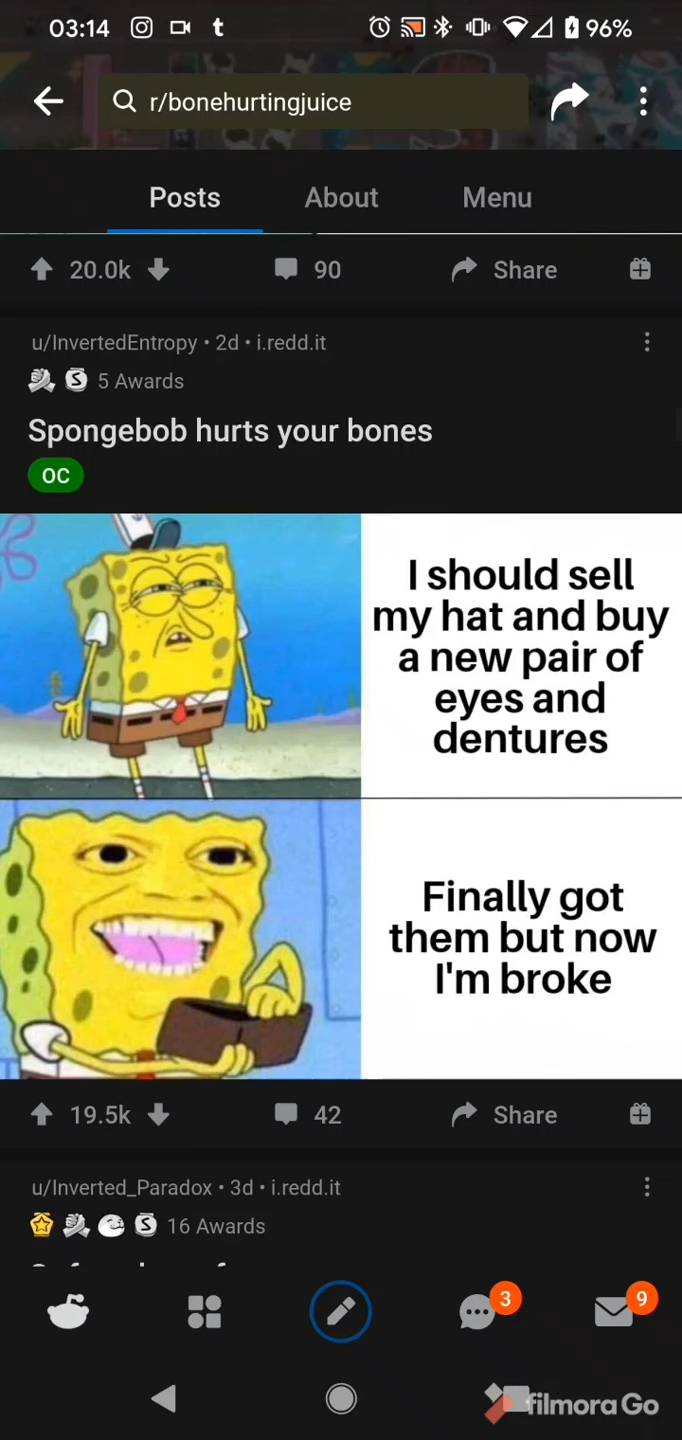 03:14 t 96%
r/bonehurtingjuice
Posts About Menu
20.0k 90 Share
u/InvertedEntropy • 2d • i.redd.it
S 5 Awards
Spongebob hurts your bones
OC
I should sell
my hat and buy
a new pair of
eyes and
dentures
Finally got
them but now
I'm broke
19.5k 42 Share
u/Inverted_Paradox • 3d • i.redd.it
S 16 Awards
3 9
filmora Go